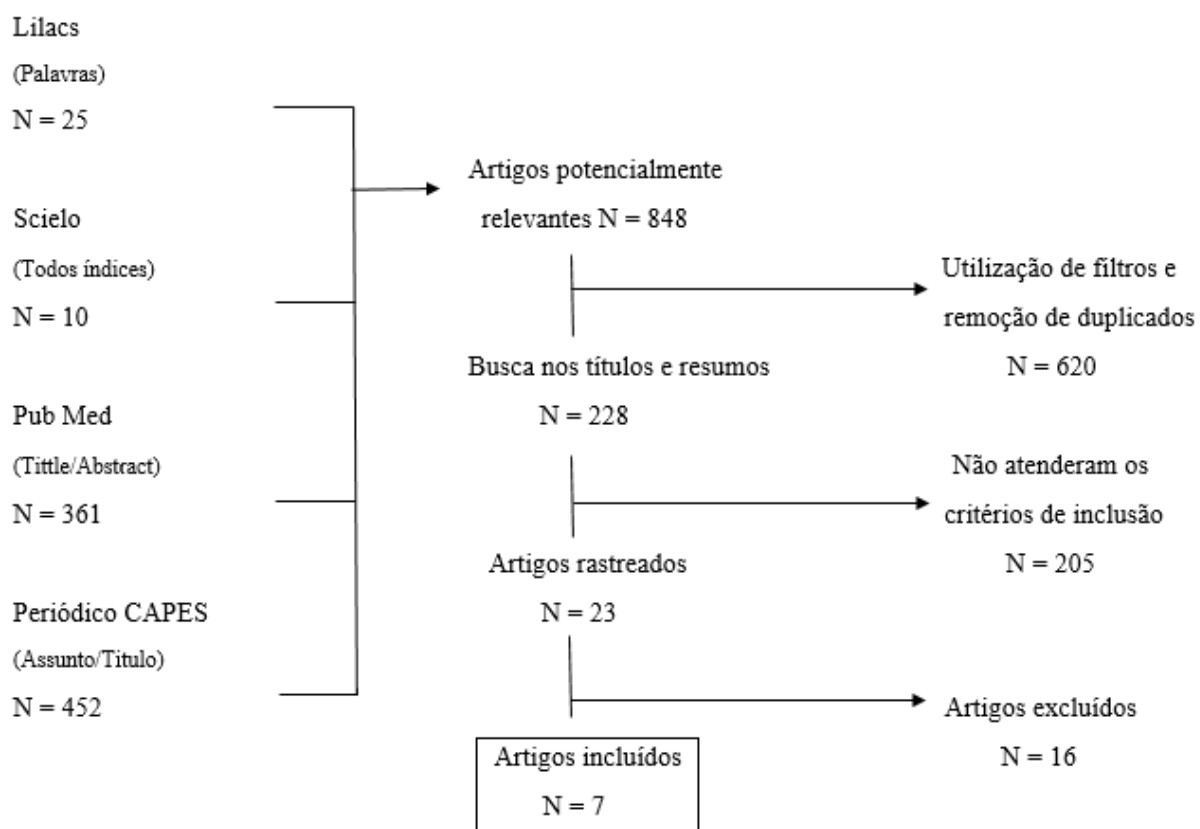 Lilacs
(Palavras)
N = 25
Scielo
(Todos índices)
N = 10
Pub Med
(Tittle/Abstract)
N = 361
Periódico CAPES
(Assunto/Titulo)
N = 452
Artigos potencialmente
relevantes N = 848
Utilização de filtros e
remoção de duplicados
N = 620
Busca nos títulos e resumos
N = 228
Não atenderam os
critérios de inclusão
N = 205
Artigos rastreados
N = 23
Artigos excluídos
N = 16
Artigos incluídos
N = 7